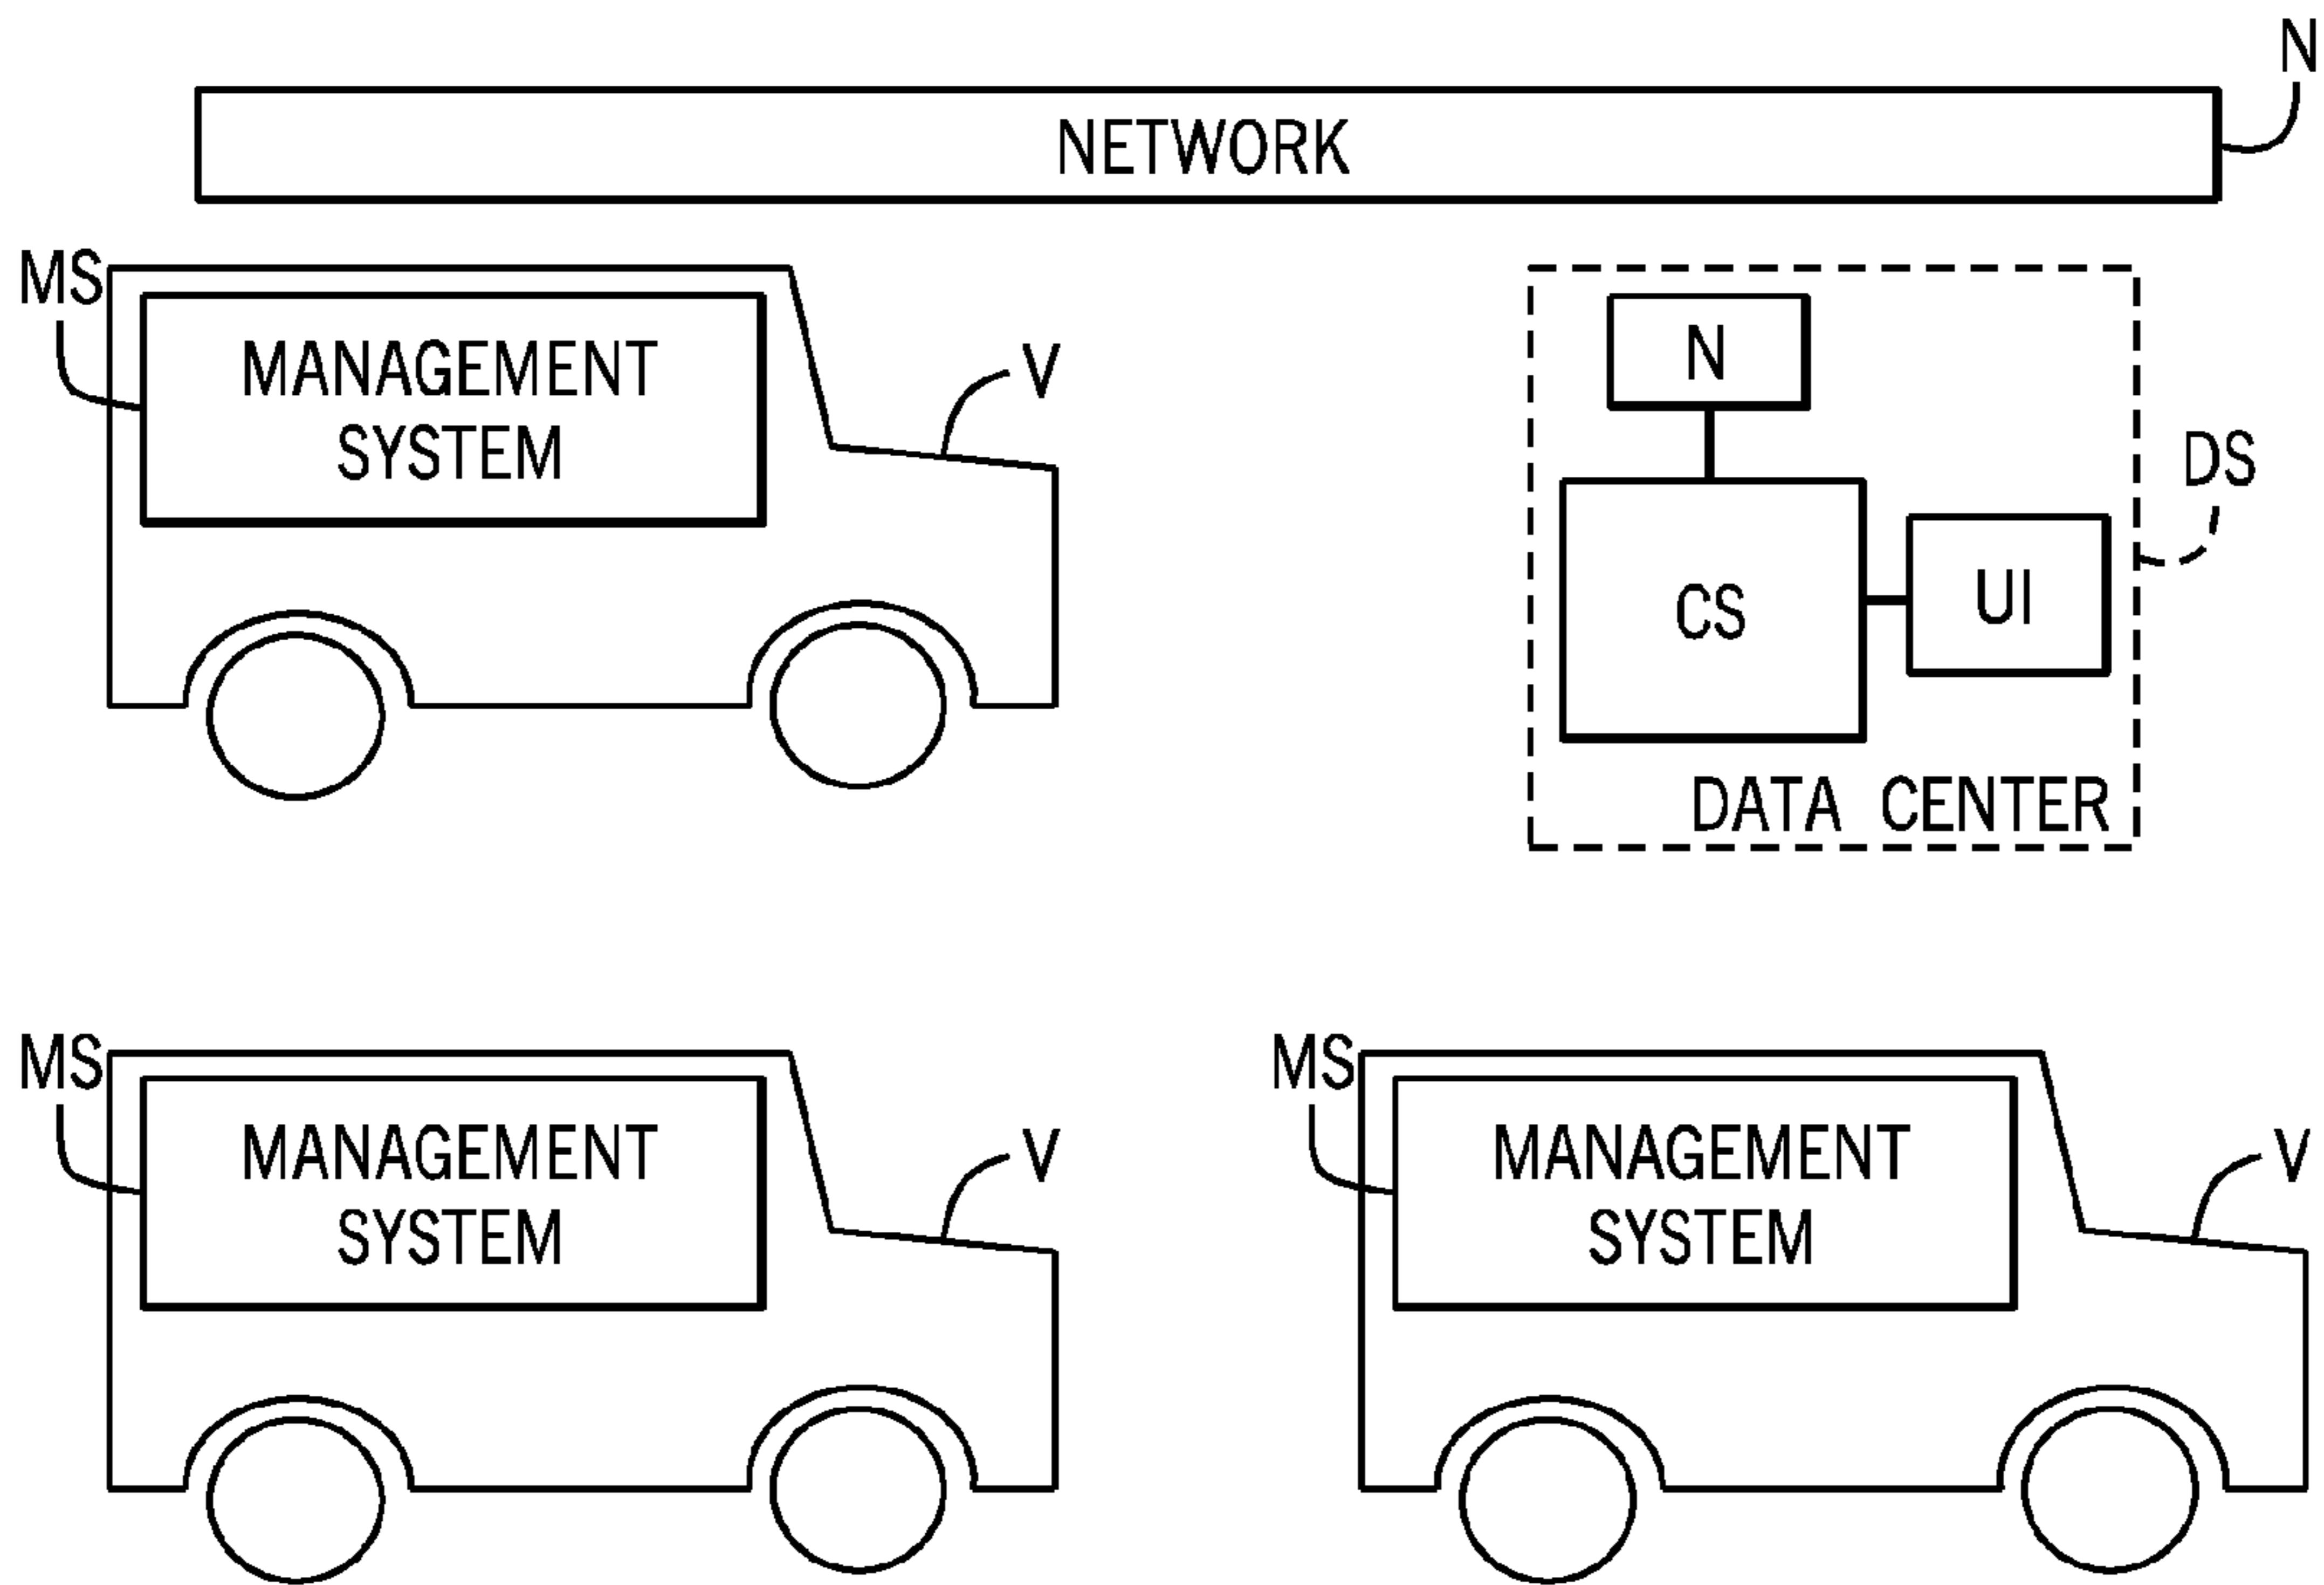 N
NETWORK
MS
MANAGEMENT
SYSTEM
V
N
DS
CS
UI
DATA CENTER
MS
MANAGEMENT
SYSTEM
V
MS
MANAGEMENT
SYSTEM
V